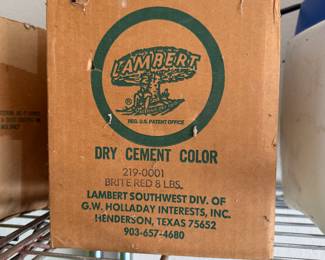 LAMBERT
REG. U.S. PATENT OFFICE
DRY CEMENT COLOR
219-0001
BRITE RED 8 LBS.
LAMBERT SOUTHWEST DIV. OF
G.W. HOLLADAY INTERESTS, INC.
HENDERSON, TEXAS 75652
903-657-4680